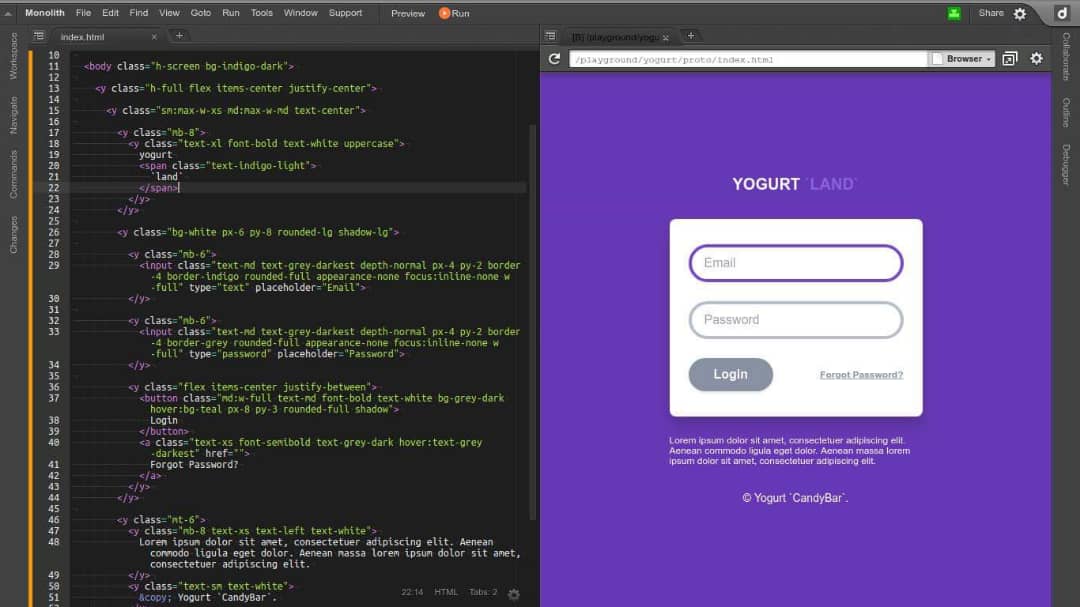 Monolith File Edit Find View Goto Run Tools Window Support Preview Run Share
Workspace
Navigate
Commands
Changes
index.html
10
11 <body class="h-screen bg-indigo-dark">
12
13 <y class="h-full flex items-center justify-center">
14
15 <y class="sm:max-w-xs md:max-w-md text-center">
16
17 <y class="mb-8">
18 <y class="text-xl font-bold text-white uppercase">
19 yogurt
20 <span class="text-indigo-light">
21 `land`
22 </span>
23 </y>
24 </y>
25
26 <y class="bg-white px-6 py-8 rounded-lg shadow-lg">
27
28 <y class="mb-6">
29 <input class="text-md text-grey-darkest depth-normal px-4 py-2 border
-4 border-indigo rounded-full appearance-none focus:inline-none w
-full" type="text" placeholder="Email">
30 </y>
31
32 <y class="mb-6">
33 <input class="text-md text-grey-darkest depth-normal px-4 py-2 border
-4 border-grey rounded-full appearance-none focus:inline-none w
-full" type="password" placeholder="Password">
34 </y>
35
36 <y class="flex items-center justify-between">
37 <button class="md:w-full text-md font-bold text-white bg-grey-dark
hover:bg-teal px-8 py-3 rounded-full shadow">
38 Login
39 </button>
40 <a class="text-xs font-semibold text-grey-dark hover:text-grey
-darkest" href="">
41 Forgot Password?
42 </a>
43 </y>
44 </y>
45
46 <y class="mt-6">
47 <y class="mb-8 text-xs text-left text-white">
48 Lorem ipsum dolor sit amet, consectetuer adipiscing elit. Aenean
commodo ligula eget dolor. Aenean massa lorem ipsum dolor sit amet,
consectetuer adipiscing elit.
49 </y>
50 <y class="text-sm text-white">
51 &copy; Yogurt `CandyBar`.
22:14 HTML Tabs: 2
[B] /playground/yogu
/playground/yogurt/proto/index.html
Browser
YOGURT `LAND`
Email
Password
Login Forgot Password?
Lorem ipsum dolor sit amet, consectetuer adipiscing elit.
Aenean commodo ligula eget dolor. Aenean massa lorem
ipsum dolor sit amet, consectetuer adipiscing elit.
© Yogurt `CandyBar`.
Collaborate
Outline
Debugger